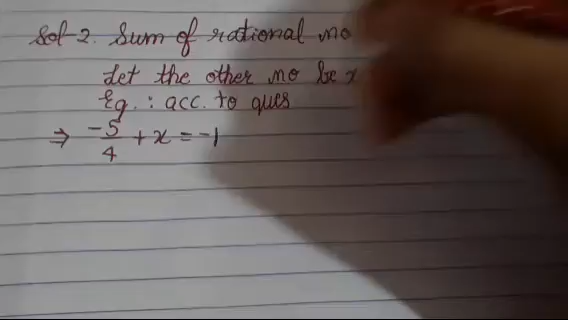 Sol-2. Sum of rational no
Let the other no be x
Eq. : acc. to ques
⇒ -5/4 + x = -1